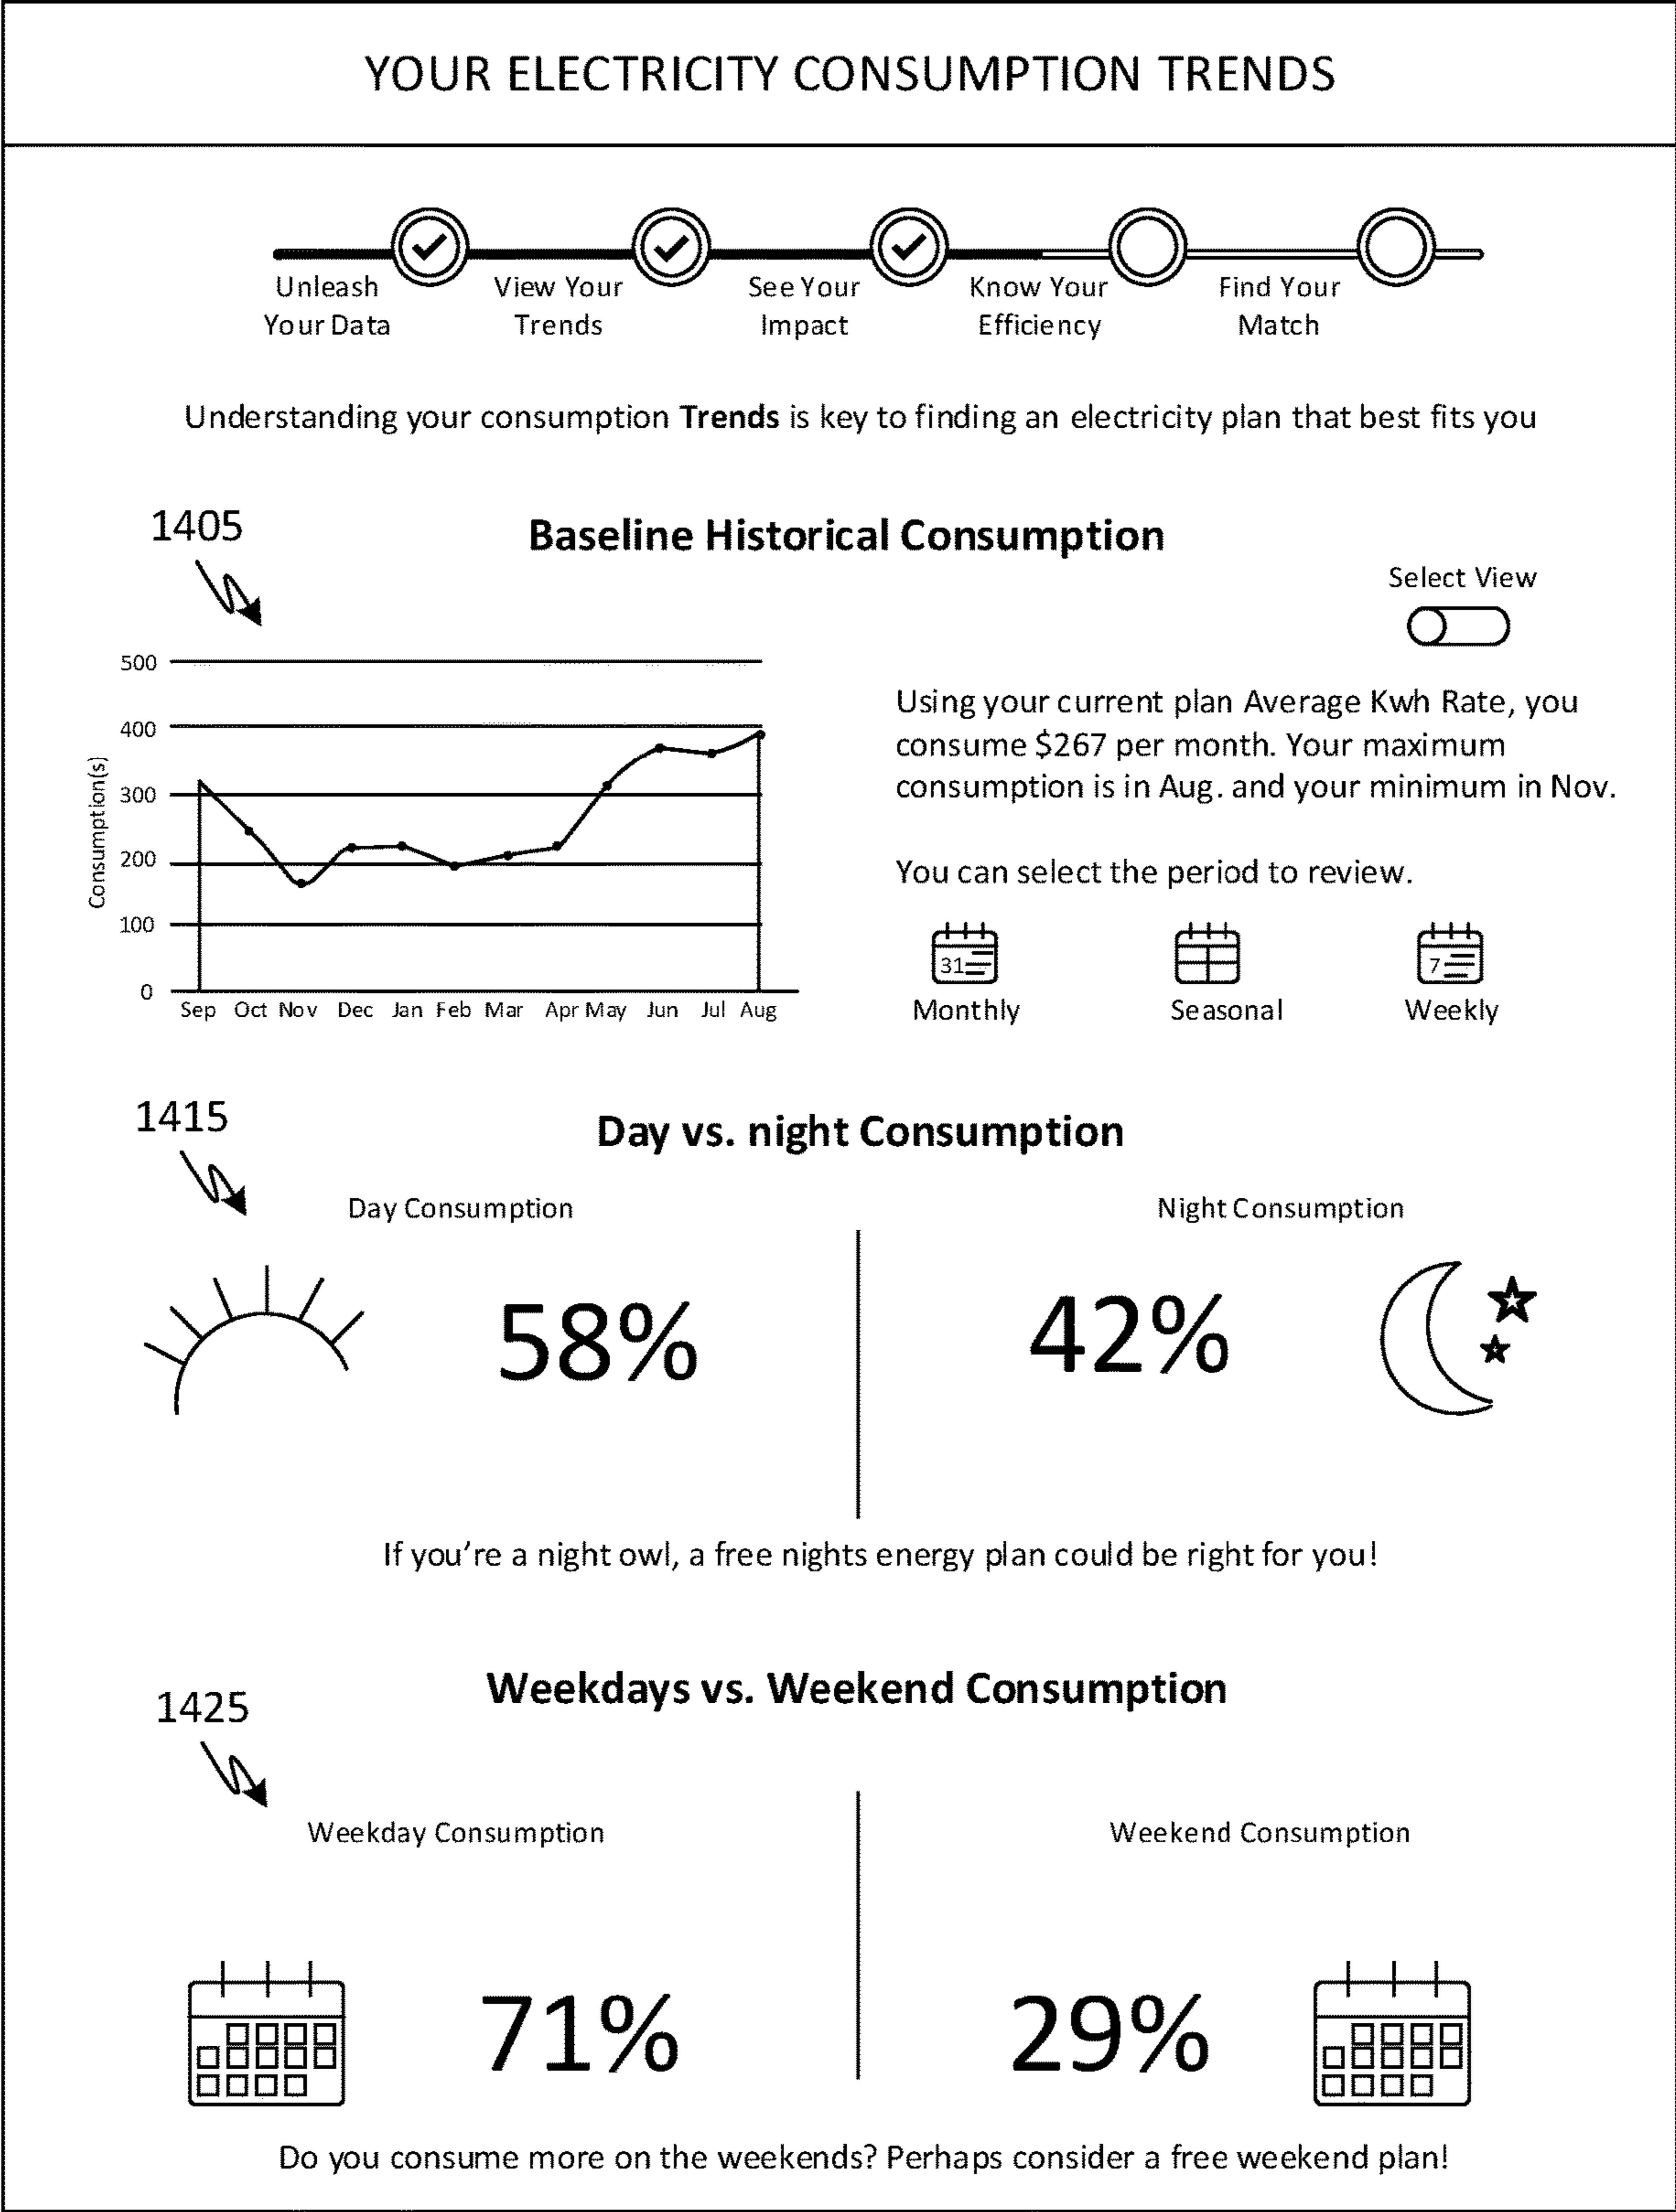 YOUR ELECTRICITY CONSUMPTION TRENDS
Unleash
Your Data
View Your
Trends
See Your
Impact
Know Your
Efficiency
Find Your
Match
Understanding your consumption Trends is key to finding an electricity plan that best fits you
1405
Baseline Historical Consumption
Select View
Consumption(s)
500
400
300
200
100
0
Sep Oct Nov Dec Jan Feb Mar Apr May Jun Jul Aug
Using your current plan Average Kwh Rate, you
consume $267 per month. Your maximum
consumption is in Aug. and your minimum in Nov.
You can select the period to review.
31
7
Monthly
Seasonal
Weekly
1415
Day vs. night Consumption
Day Consumption
Night Consumption
58%
42%
If you're a night owl, a free nights energy plan could be right for you!
1425
Weekdays vs. Weekend Consumption
Weekday Consumption
Weekend Consumption
71%
29%
Do you consume more on the weekends? Perhaps consider a free weekend plan!